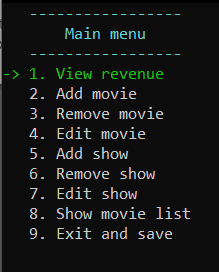 ----------------
Main menu
----------------
-> 1. View revenue
2. Add movie
3. Remove movie
4. Edit movie
5. Add show
6. Remove show
7. Edit show
8. Show movie list
9. Exit and save